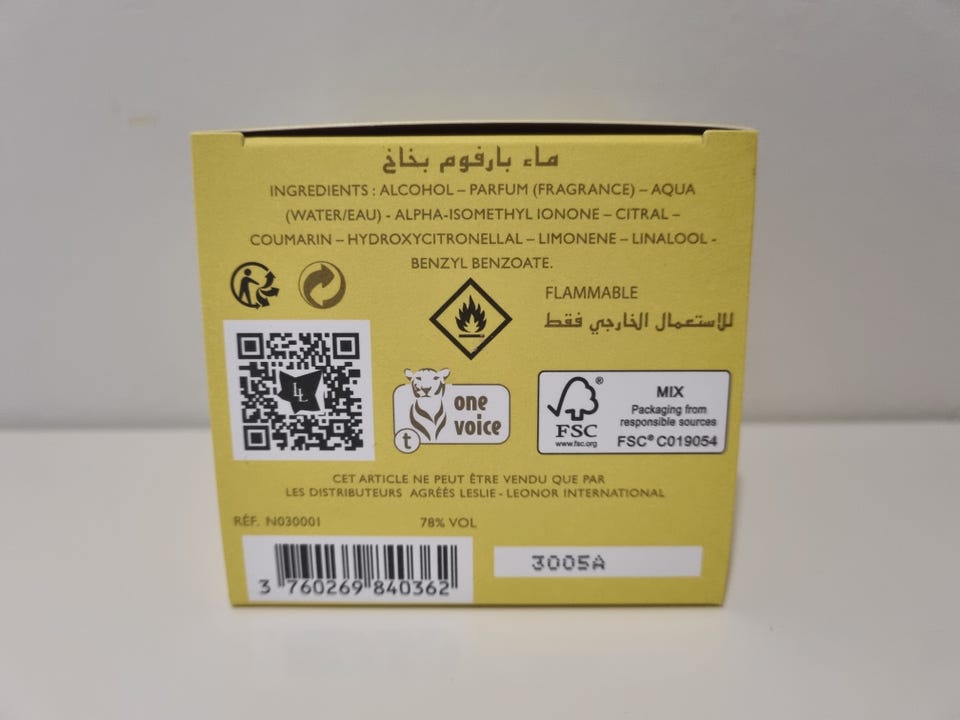 ماء بارفوم بخاخ
INGREDIENTS : ALCOHOL – PARFUM (FRAGRANCE) – AQUA
(WATER/EAU) - ALPHA-ISOMETHYL IONONE – CITRAL –
COUMARIN – HYDROXYCITRONELLAL – LIMONENE – LINALOOL -
BENZYL BENZOATE.
FLAMMABLE
للاستعمال الخارجي فقط
LL
one
voice
t
FSC®
www.fsc.org
MIX
Packaging from
responsible sources
FSC® C019054
CET ARTICLE NE PEUT ÊTRE VENDU QUE PAR
LES DISTRIBUTEURS AGRÉÉS LESLIE - LEONOR INTERNATIONAL
RÉF. N030001
78% VOL
3 760269 840362
3005A